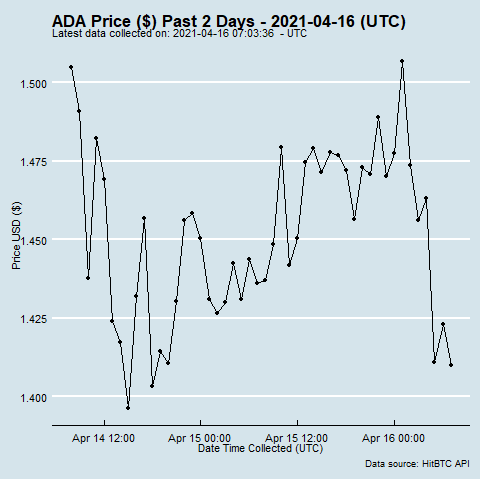 ADA Price ($) Past 2 Days - 2021-04-16 (UTC)
Latest data collected on: 2021-04-16 07:03:36  - UTC
1.500
1.475
1.450
1.425
1.400
Price USD ($)
Apr 14 12:00 Apr 15 00:00 Apr 15 12:00 Apr 16 00:00
Date Time Collected (UTC)
Data source: HitBTC API